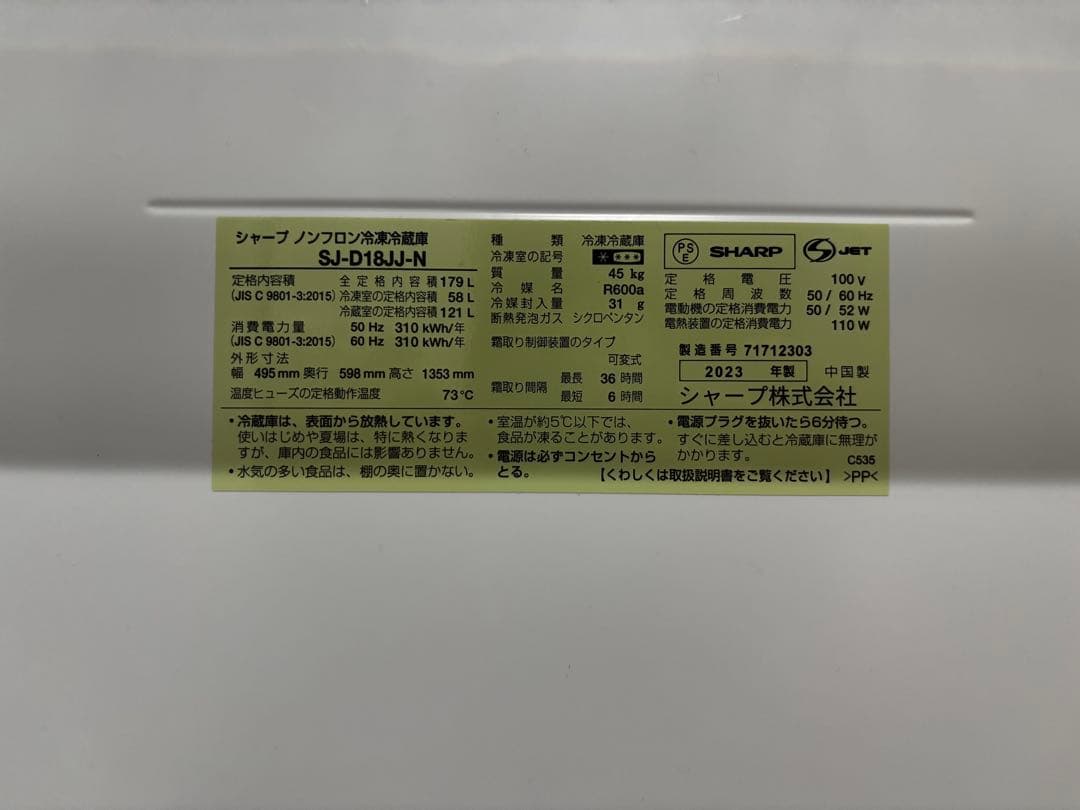 シャープ ノンフロン冷凍冷蔵庫
SJ-D18JJ-N
定格内容積 全定格内容積 179 L
(JIS C 9801-3:2015) 冷凍室の定格内容積 58 L
冷蔵室の定格内容積 121 L
消費電力量 50 Hz 310 kWh/年
(JIS C 9801-3:2015) 60 Hz 310 kWh/年
外形寸法
幅 495 mm 奥行 598 mm 高さ 1353 mm
温度ヒューズの定格動作温度 73℃
種類 冷凍冷蔵庫
冷凍室の記号 * ***
質量 45 kg
冷媒名 R600a
冷媒封入量 31 g
断熱発泡ガス シクロペンタン
霜取り制御装置のタイプ
可変式
霜取り間隔 最長 36 時間
最短 6 時間
PS E SHARP S JET
定格電圧 100 V
定格周波数 50 / 60 Hz
電動機の定格消費電力 50 / 52 W
電熱装置の定格消費電力 110 W
製造番号 71712303
2023 年製 中国製
シャープ株式会社
・冷蔵庫は、表面から放熱しています。
使いはじめや夏場は、特に熱くなりま
すが、庫内の食品には影響ありません。
・水気の多い食品は、棚の奥に置かない。
・室温が約5℃以下では、
食品が凍ることがあります。
・電源は必ずコンセントから
とる。
・電源プラグを抜いたら6分待つ。
すぐに差し込むと冷蔵庫に無理が
かかります。 C535
【くわしくは取扱説明書をご覧ください】 >PP<